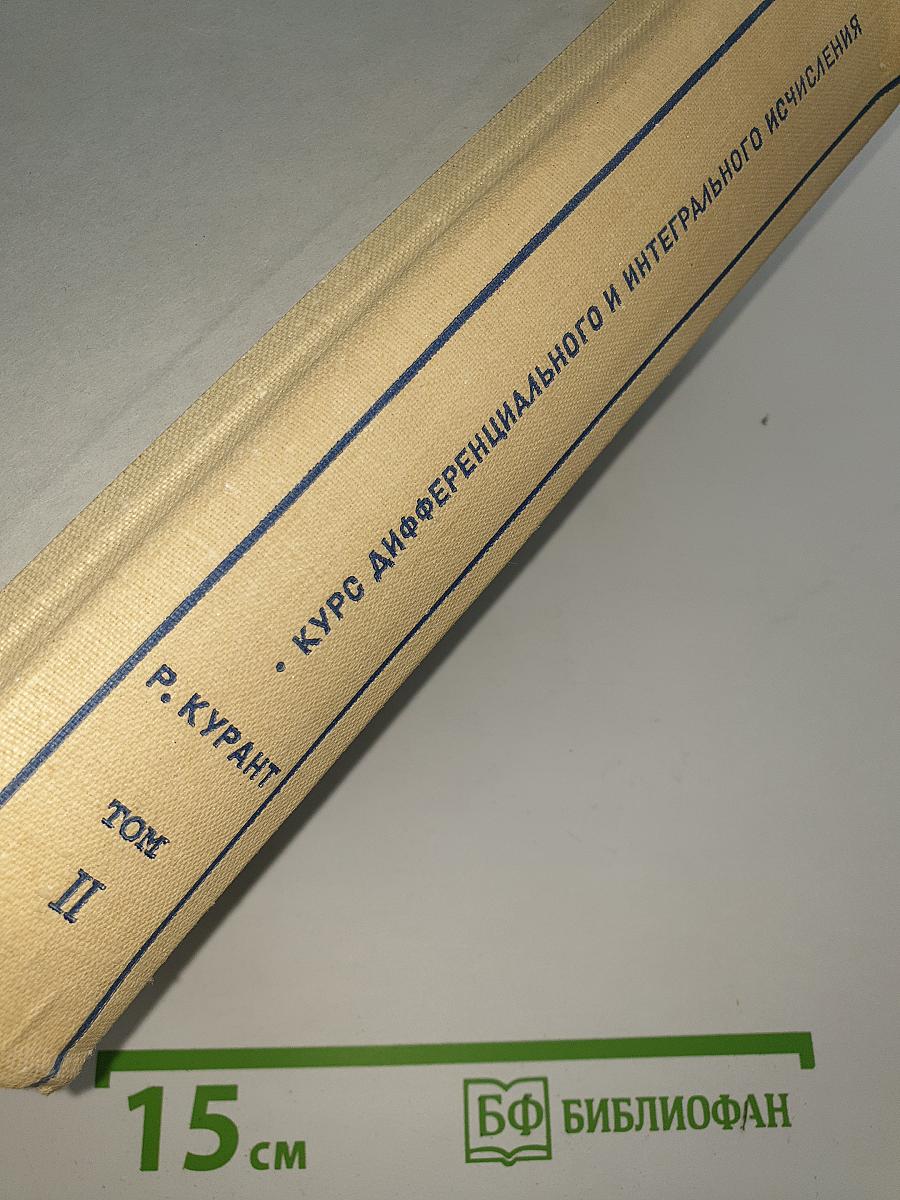 • КУРС ДИФФЕРЕНЦИАЛЬНОГО И ИНТЕГРАЛЬНОГО ИСЧИСЛЕНИЯ
Р. КУРАНТ
ТОМ
II
15 см
БФ БИБЛИОФАН